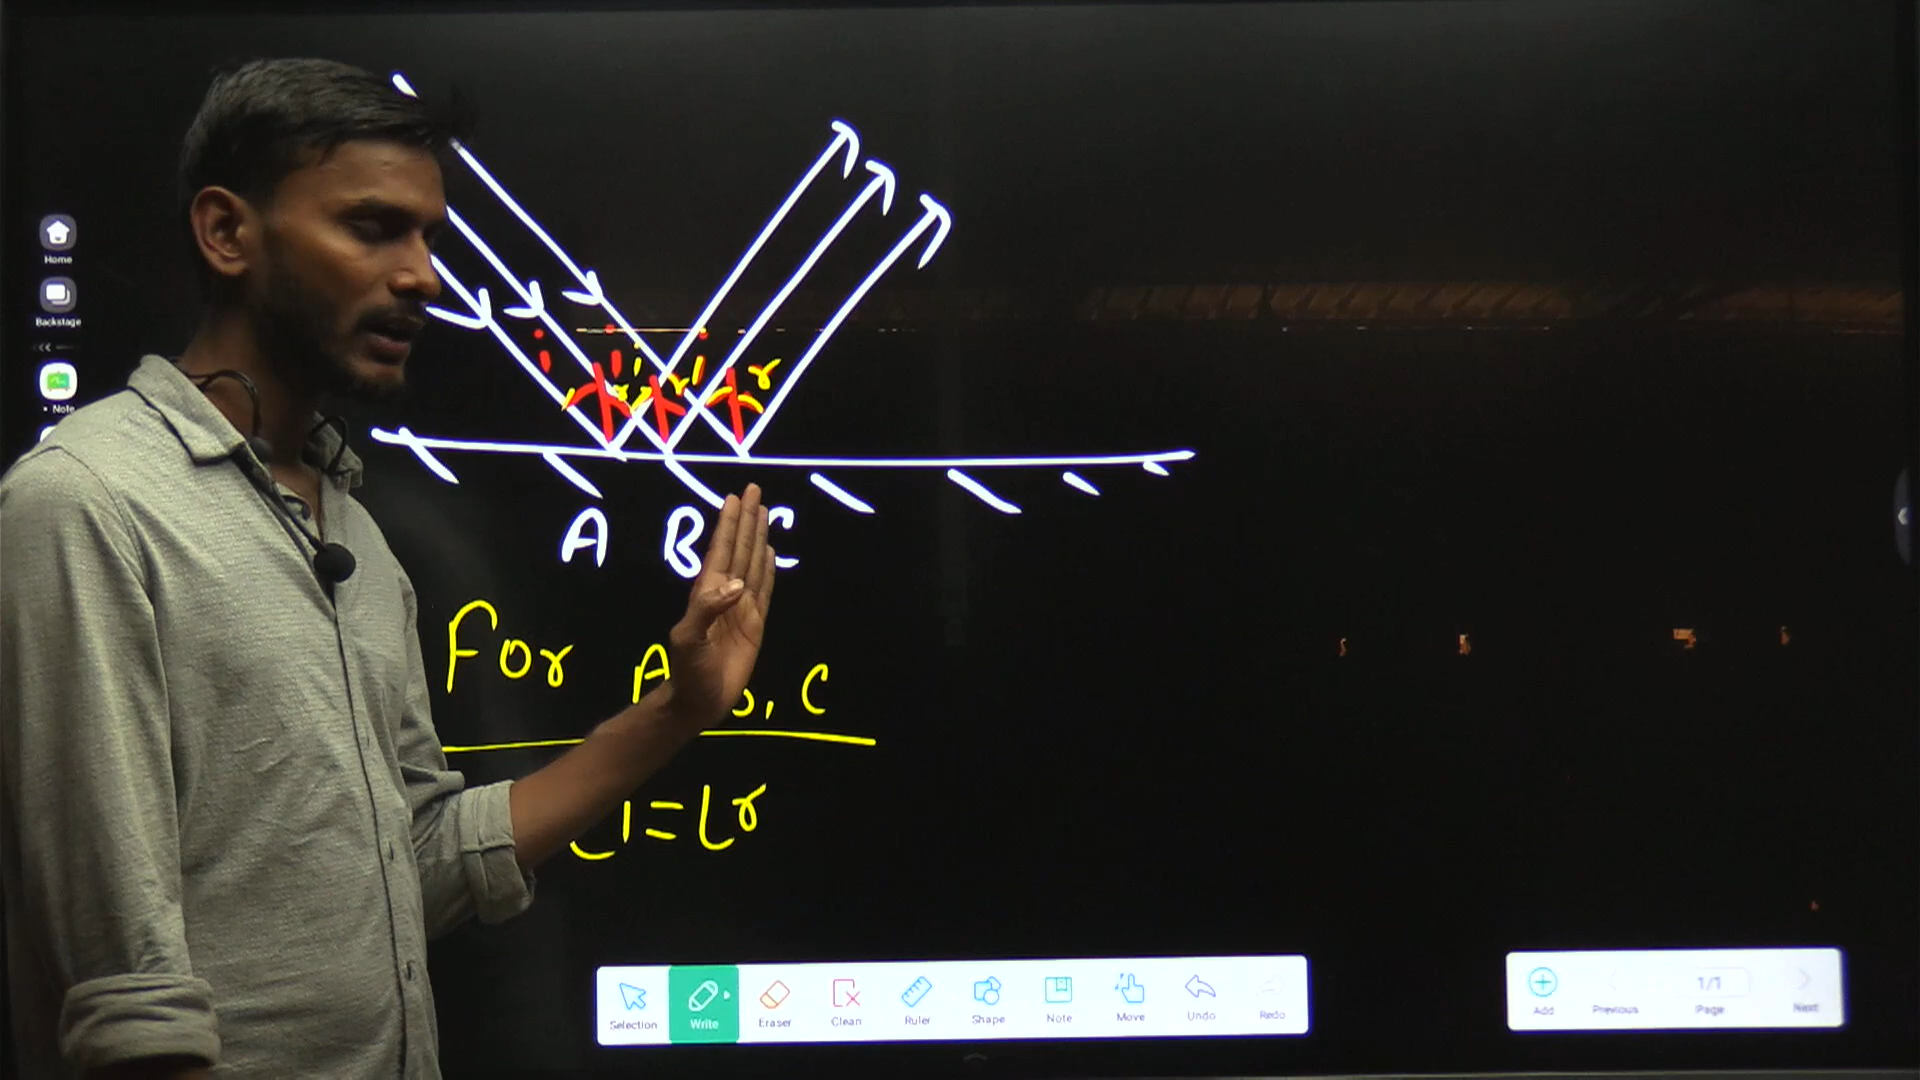 Home
Backstage
Note
i i i
r r r
A B C
For A , C
i = ∠r
Selection Write Eraser Clean Ruler Shape Note Move Undo Redo
Add Previous 1/1 Page Next